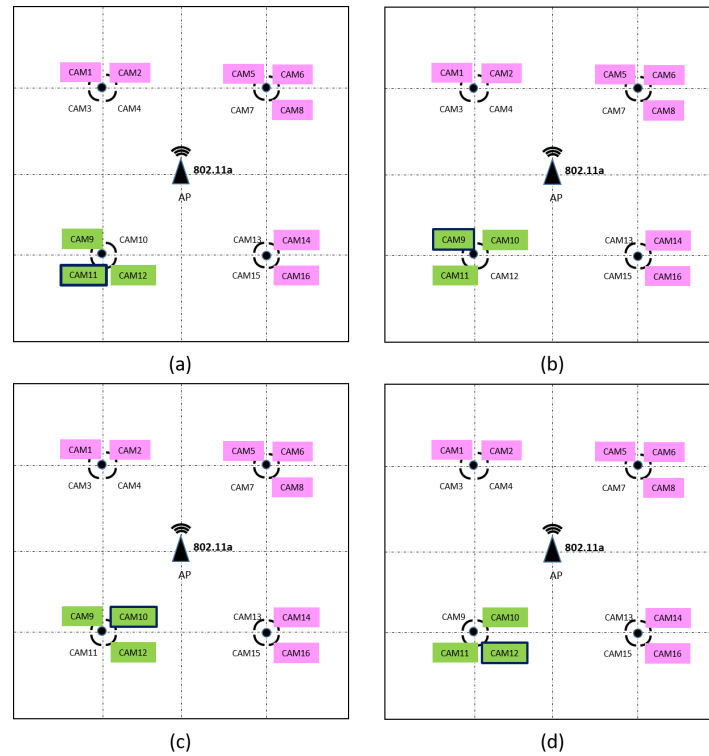 CAM1 CAM2 CAM5 CAM6
CAM3 CAM4 CAM7 CAM8
802.11a
AP
CAM9 CAM10 CAM13 CAM14
CAM11 CAM12 CAM15 CAM16
(a)
CAM1 CAM2 CAM5 CAM6
CAM3 CAM4 CAM7 CAM8
802.11a
AP
CAM9 CAM10 CAM13 CAM14
CAM11 CAM12 CAM15 CAM16
(b)
CAM1 CAM2 CAM5 CAM6
CAM3 CAM4 CAM7 CAM8
802.11a
AP
CAM9 CAM10 CAM13 CAM14
CAM11 CAM12 CAM15 CAM16
(c)
CAM1 CAM2 CAM5 CAM6
CAM3 CAM4 CAM7 CAM8
802.11a
AP
CAM9 CAM10 CAM13 CAM14
CAM11 CAM12 CAM15 CAM16
(d)